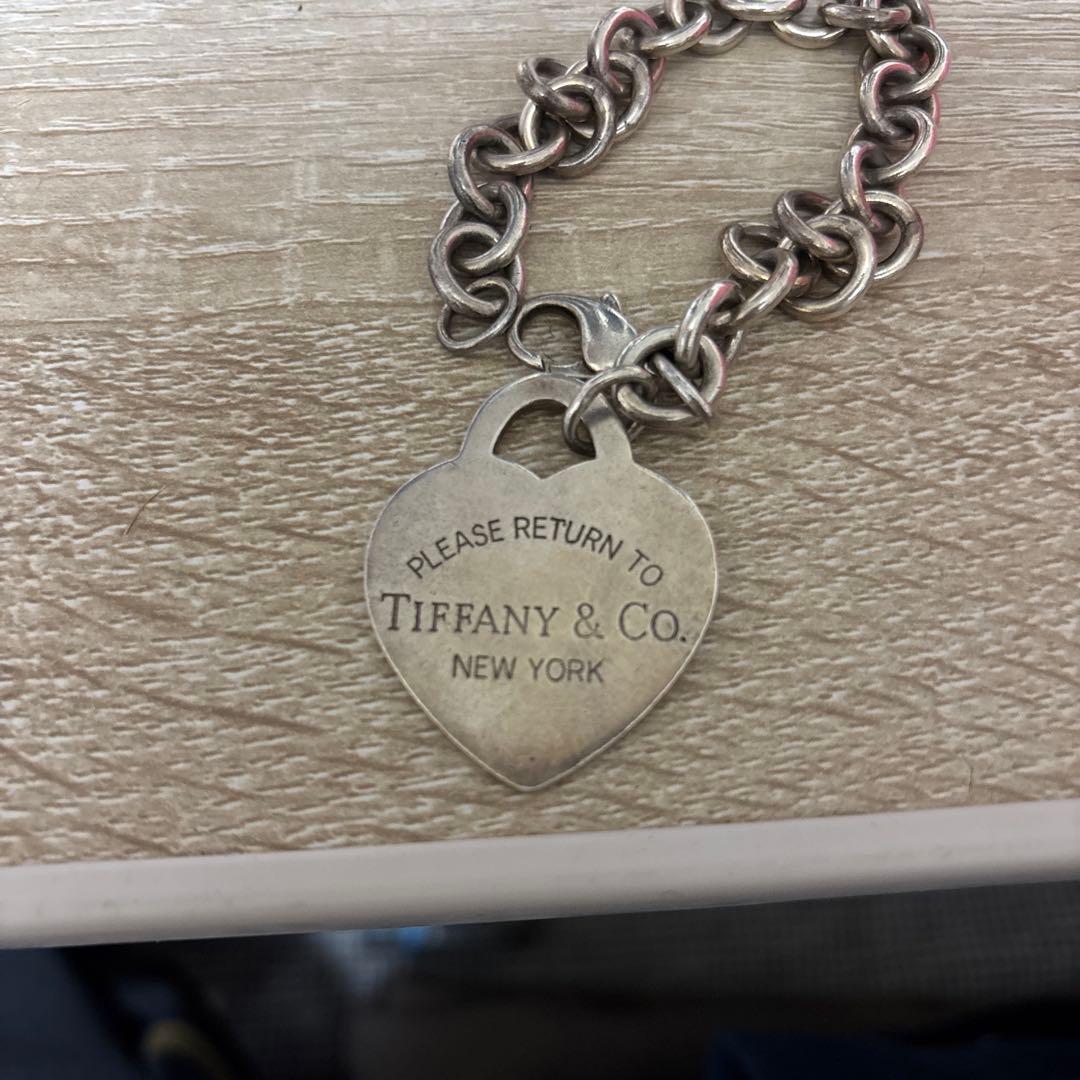 PLEASE RETURN TO
TIFFANY & CO.
NEW YORK